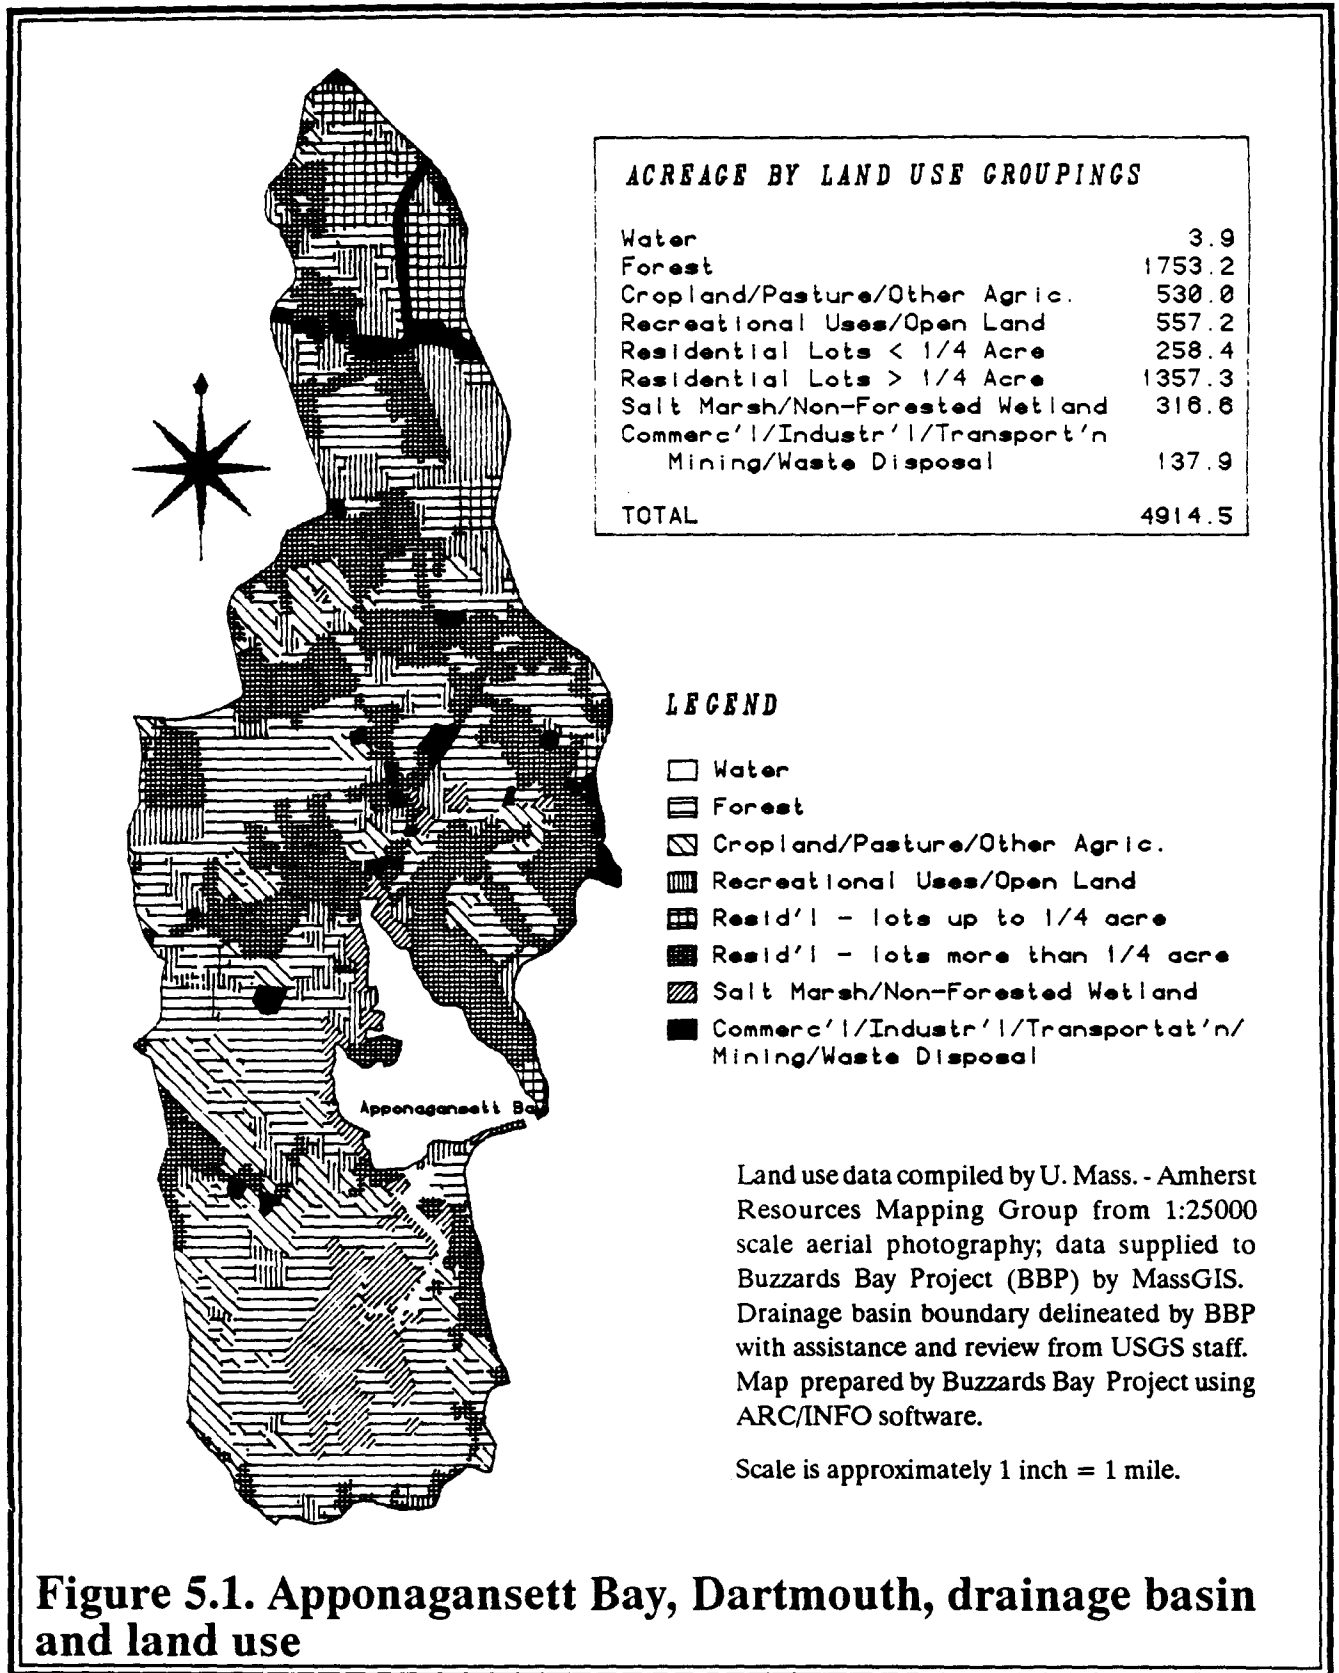 ACREAGE BY LAND USE GROUPINGS
Water 3.9
Forest 1753.2
Cropland/Pasture/Other Agric. 530.0
Recreational Uses/Open Land 557.2
Residential Lots < 1/4 Acre 258.4
Residential Lots > 1/4 Acre 1357.3
Salt Marsh/Non-Forested Wetland 316.6
Commerc'l/Industr'l/Transport'n
Mining/Waste Disposal 137.9
TOTAL 4914.5
LEGEND
Water
Forest
Cropland/Pasture/Other Agric.
Recreational Uses/Open Land
Resid'l - lots up to 1/4 acre
Resid'l - lots more than 1/4 acre
Salt Marsh/Non-Forested Wetland
Commerc'l/Industr'l/Transportat'n/
Mining/Waste Disposal
Apponagansett Bay
Land use data compiled by U. Mass. - Amherst
Resources Mapping Group from 1:25000
scale aerial photography; data supplied to
Buzzards Bay Project (BBP) by MassGIS.
Drainage basin boundary delineated by BBP
with assistance and review from USGS staff.
Map prepared by Buzzards Bay Project using
ARC/INFO software.
Scale is approximately 1 inch = 1 mile.
Figure 5.1. Apponagansett Bay, Dartmouth, drainage basin
and land use